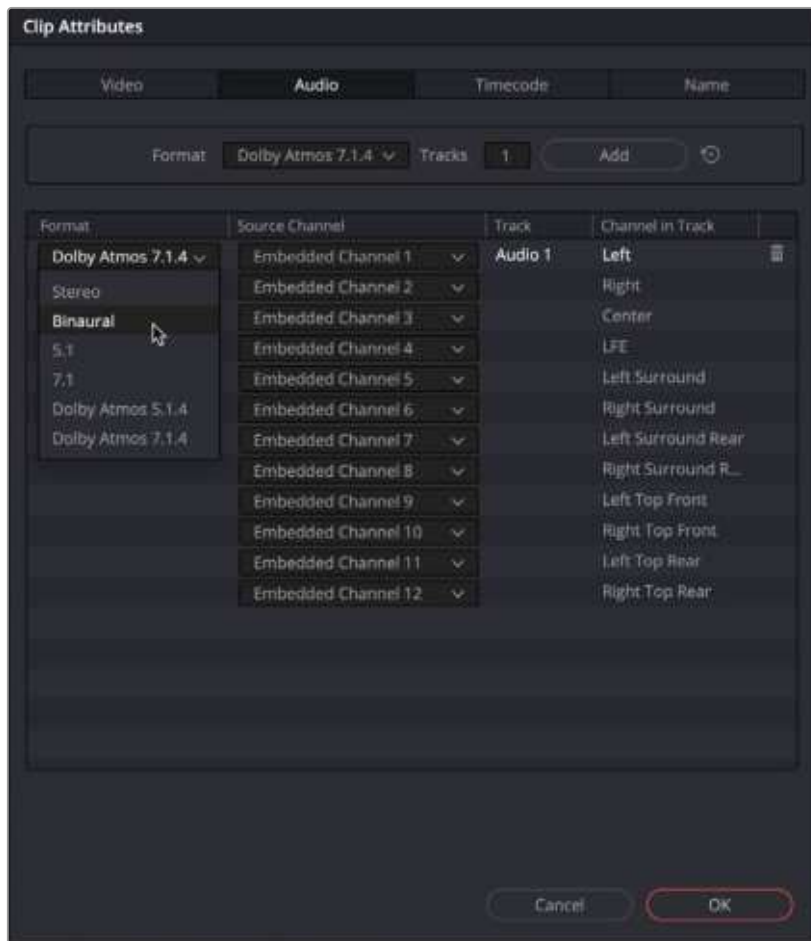 Clip Attributes
Video Audio Timecode Name
Format Dolby Atmos 7.1.4 Tracks 1 Add
Format Source Channel Track Channel in Track
Dolby Atmos 7.1.4 Embedded Channel 1 Audio 1 Left
Stereo Embedded Channel 2 Right
Binaural Embedded Channel 3 Center
5.1 Embedded Channel 4 LFE
7.1 Embedded Channel 5 Left Surround
Dolby Atmos 5.1.4 Embedded Channel 6 Right Surround
Dolby Atmos 7.1.4 Embedded Channel 7 Left Surround Rear
Embedded Channel 8 Right Surround R...
Embedded Channel 9 Left Top Front
Embedded Channel 10 Right Top Front
Embedded Channel 11 Left Top Rear
Embedded Channel 12 Right Top Rear
Cancel OK